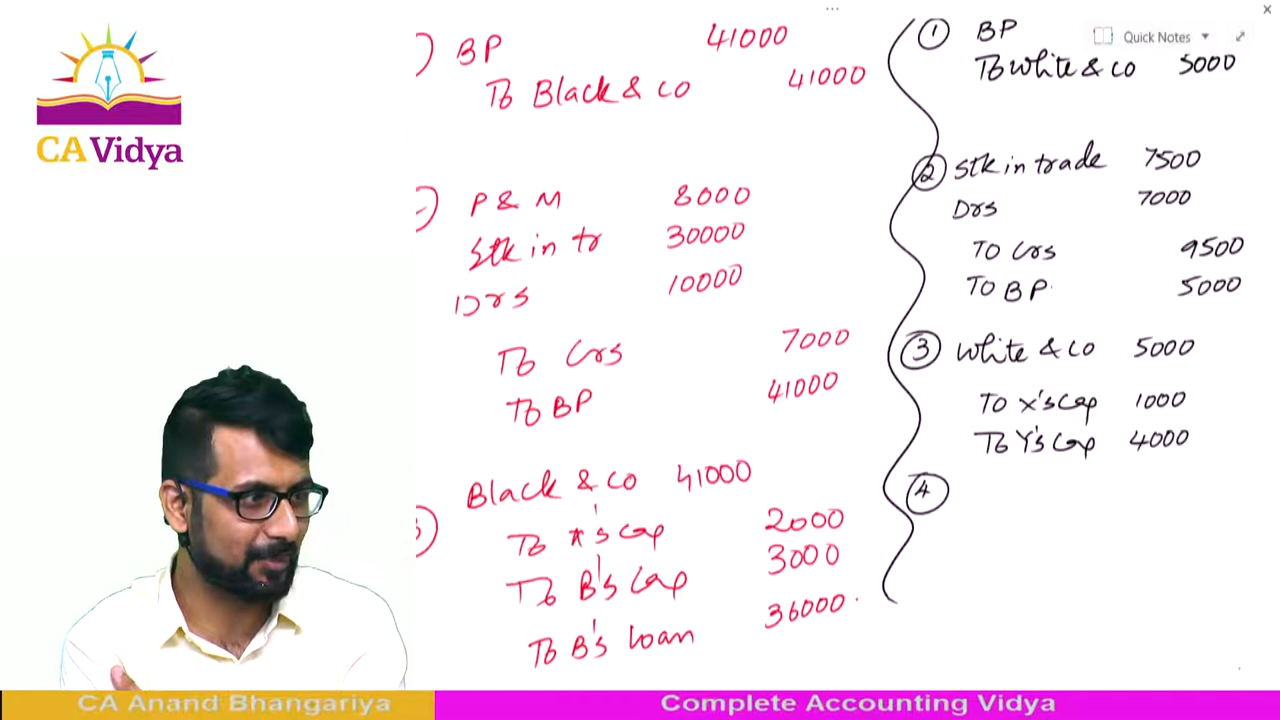 CA Vidya
1) BP 41000
To Black & co 41000
P & M 8000
Stk in tr 30000
Drs 10000
To Crs 7000
To BP 41000
Black & co 41000
To s cap 2000
To B's cap 3000
To B's loan 36000
Quick Notes
① BP
To White & co 5000
② Stk in trade 7500
Drs 7000
To Crs 9500
To BP 5000
③ White & co 5000
To X's cap 1000
To Y's cap 4000
④
CA Anand Bhangariya
Complete Accounting Vidya